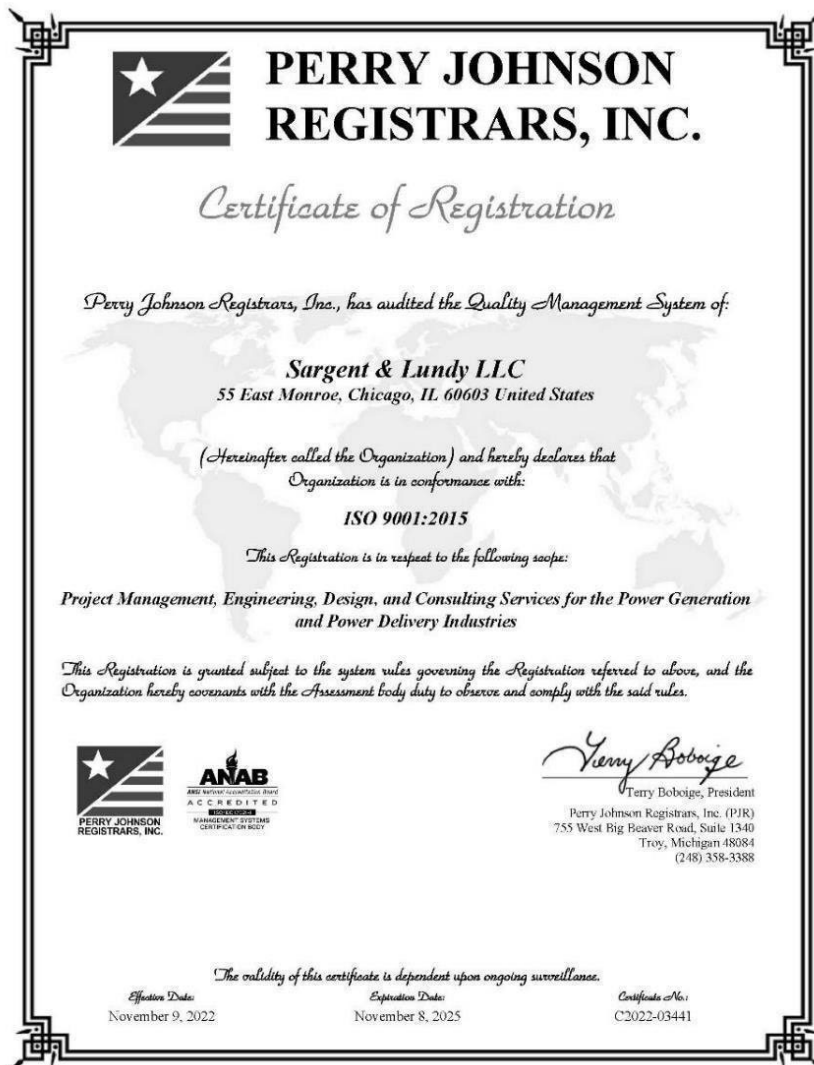 PERRY JOHNSON
REGISTRARS, INC.
Certificate of Registration
Perry Johnson Registrars, Inc., has audited the Quality Management System of:
Sargent & Lundy LLC
55 East Monroe, Chicago, IL 60603 United States
(Hereinafter called the Organization) and hereby declares that
Organization is in conformance with:
ISO 9001:2015
This Registration is in respect to the following scope:
Project Management, Engineering, Design, and Consulting Services for the Power Generation
and Power Delivery Industries
This Registration is granted subject to the system rules governing the Registration referred to above, and the
Organization hereby covenants with the Assessment body duty to observe and comply with the said rules.
PERRY JOHNSON
REGISTRARS, INC.
ANAB
ANSI National Accreditation Board
ACCREDITED
MANAGEMENT SYSTEMS
CERTIFICATION BODY
Terry Boboige
Terry Boboige, President
Perry Johnson Registrars, Inc. (PJR)
755 West Big Beaver Road, Suite 1340
Troy, Michigan 48084
(248) 358-3388
The validity of this certificate is dependent upon ongoing surveillance.
Effective Date: Expiration Date: Certificate No.:
November 9, 2022 November 8, 2025 C2022-03441